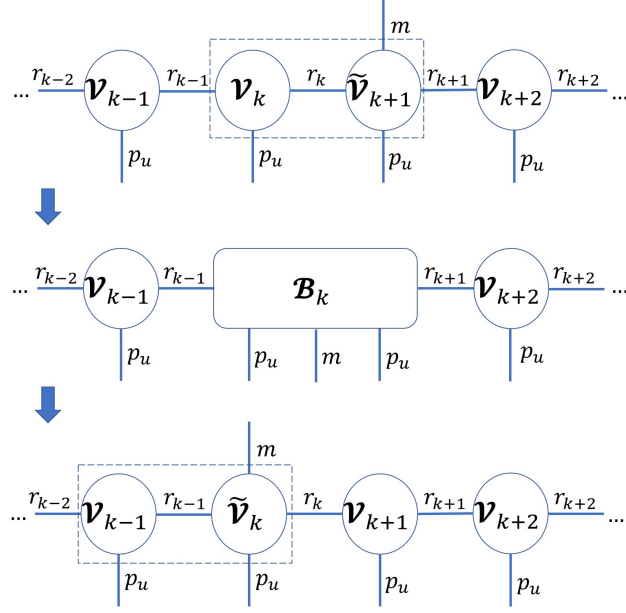 m
... r_{k-2} 𝓥_{k-1} r_{k-1} 𝓥_k r_k 𝓥̃_{k+1} r_{k+1} 𝓥_{k+2} r_{k+2} ...
p_u p_u p_u p_u
... r_{k-2} 𝓥_{k-1} r_{k-1} 𝓑_k r_{k+1} 𝓥_{k+2} r_{k+2} ...
p_u p_u m p_u p_u
m
... r_{k-2} 𝓥_{k-1} r_{k-1} 𝓥̃_k r_k 𝓥_{k+1} r_{k+1} 𝓥_{k+2} r_{k+2} ...
p_u p_u p_u p_u